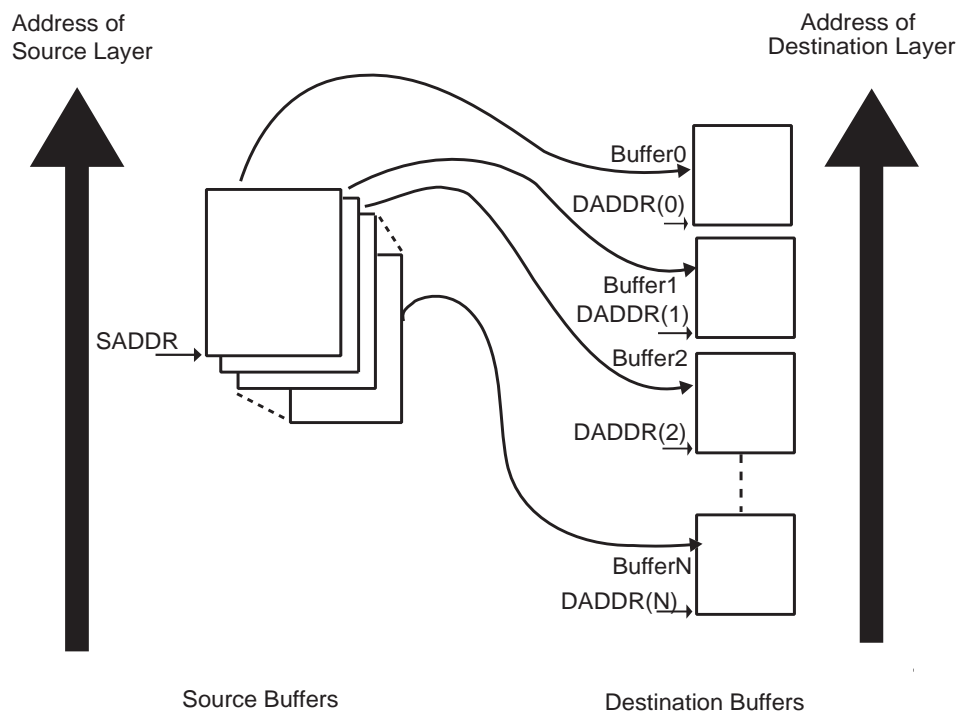 Address of
Source Layer
Address of
Destination Layer
Buffer0
DADDR(0)
Buffer1
DADDR(1)
SADDR
Buffer2
DADDR(2)
BufferN
DADDR(N)
Source Buffers
Destination Buffers